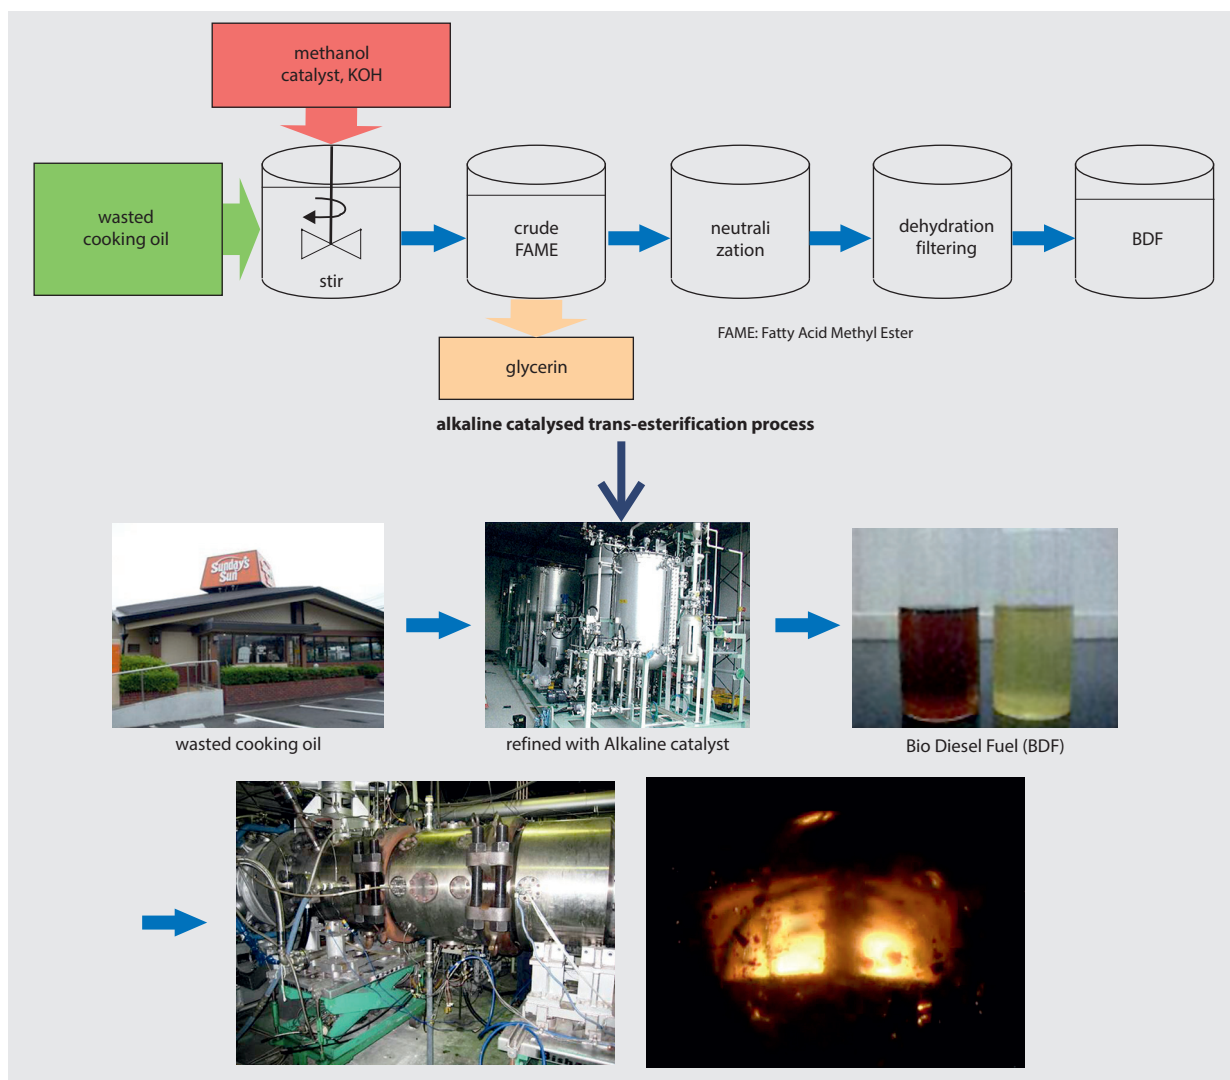 methanol
catalyst, KOH
wasted
cooking oil
stir
crude
FAME
neutrali
zation
dehydration
filtering
BDF
FAME: Fatty Acid Methyl Ester
glycerin
alkaline catalysed trans-esterification process
Sunday's
Sun
wasted cooking oil
refined with Alkaline catalyst
Bio Diesel Fuel (BDF)